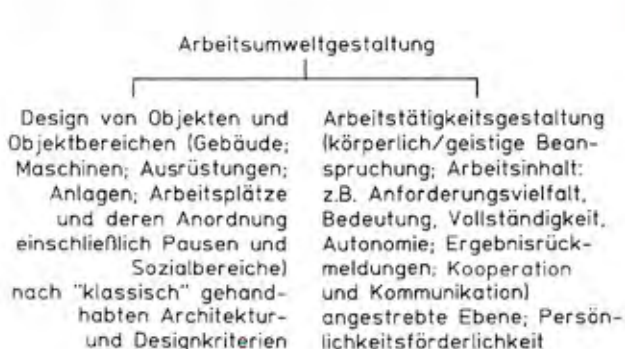 Arbeitsumweltgestaltung
Design von Objekten und
Objektbereichen (Gebäude;
Maschinen; Ausrüstungen;
Anlagen; Arbeitsplätze
und deren Anordnung
einschließlich Pausen und
Sozialbereiche)
nach "klassisch" gehand-
habten Architektur-
und Designkriterien
Arbeitstätigkeitsgestaltung
(körperlich/geistige Bean-
spruchung; Arbeitsinhalt:
z.B. Anforderungsvielfalt,
Bedeutung, Vollständigkeit,
Autonomie; Ergebnisrück-
meldungen; Kooperation
und Kommunikation)
angestrebte Ebene; Persön-
lichkeitsförderlichkeit